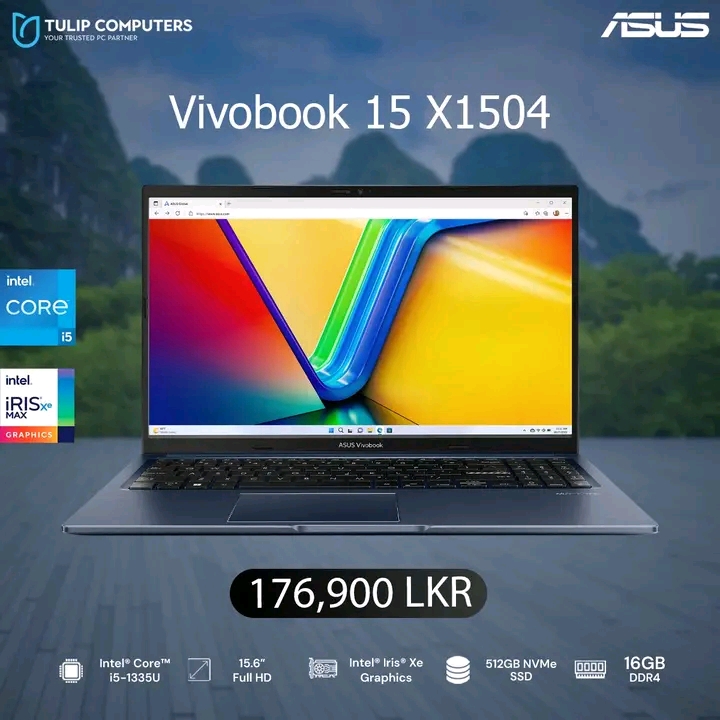 TULIP COMPUTERS
YOUR TRUSTED PC PARTNER
ASUS
Vivobook 15 X1504
intel.
CORE
i5
intel.
iRIS Xe
MAX
GRAPHICS
ASUS Vivobook
176,900 LKR
Intel® Core™
i5-1335U
15.6"
Full HD
Intel® Iris® Xe
Graphics
512GB NVMe
SSD
16GB
DDR4